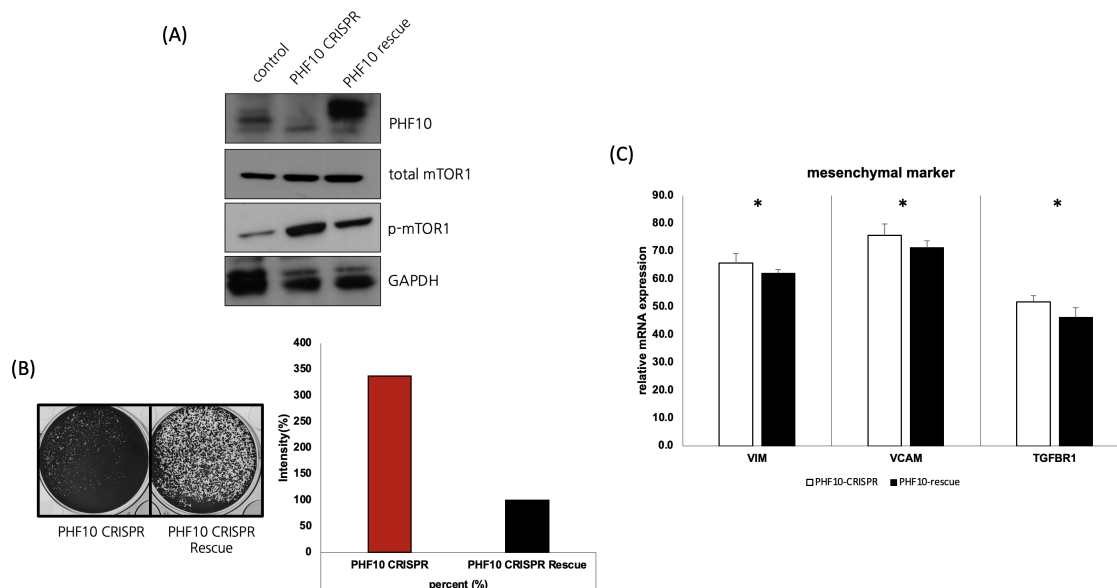 (A)
control
PHF10 CRISPR
PHF10 rescue
PHF10
total mTOR1
p-mTOR1
GAPDH
(B)
PHF10 CRISPR
PHF10 CRISPR
Rescue
Intensity(%)
400
350
300
250
200
150
100
50
0
PHF10 CRISPR
PHF10 CRISPR Rescue
percent (%)
(C)
mesenchymal marker
relative mRNA expression
90.0
80.0
70.0
60.0
50.0
40.0
30.0
20.0
10.0
0.0
*
*
*
VIM
VCAM
TGFBR1
PHF10-CRISPR
PHF10-rescue